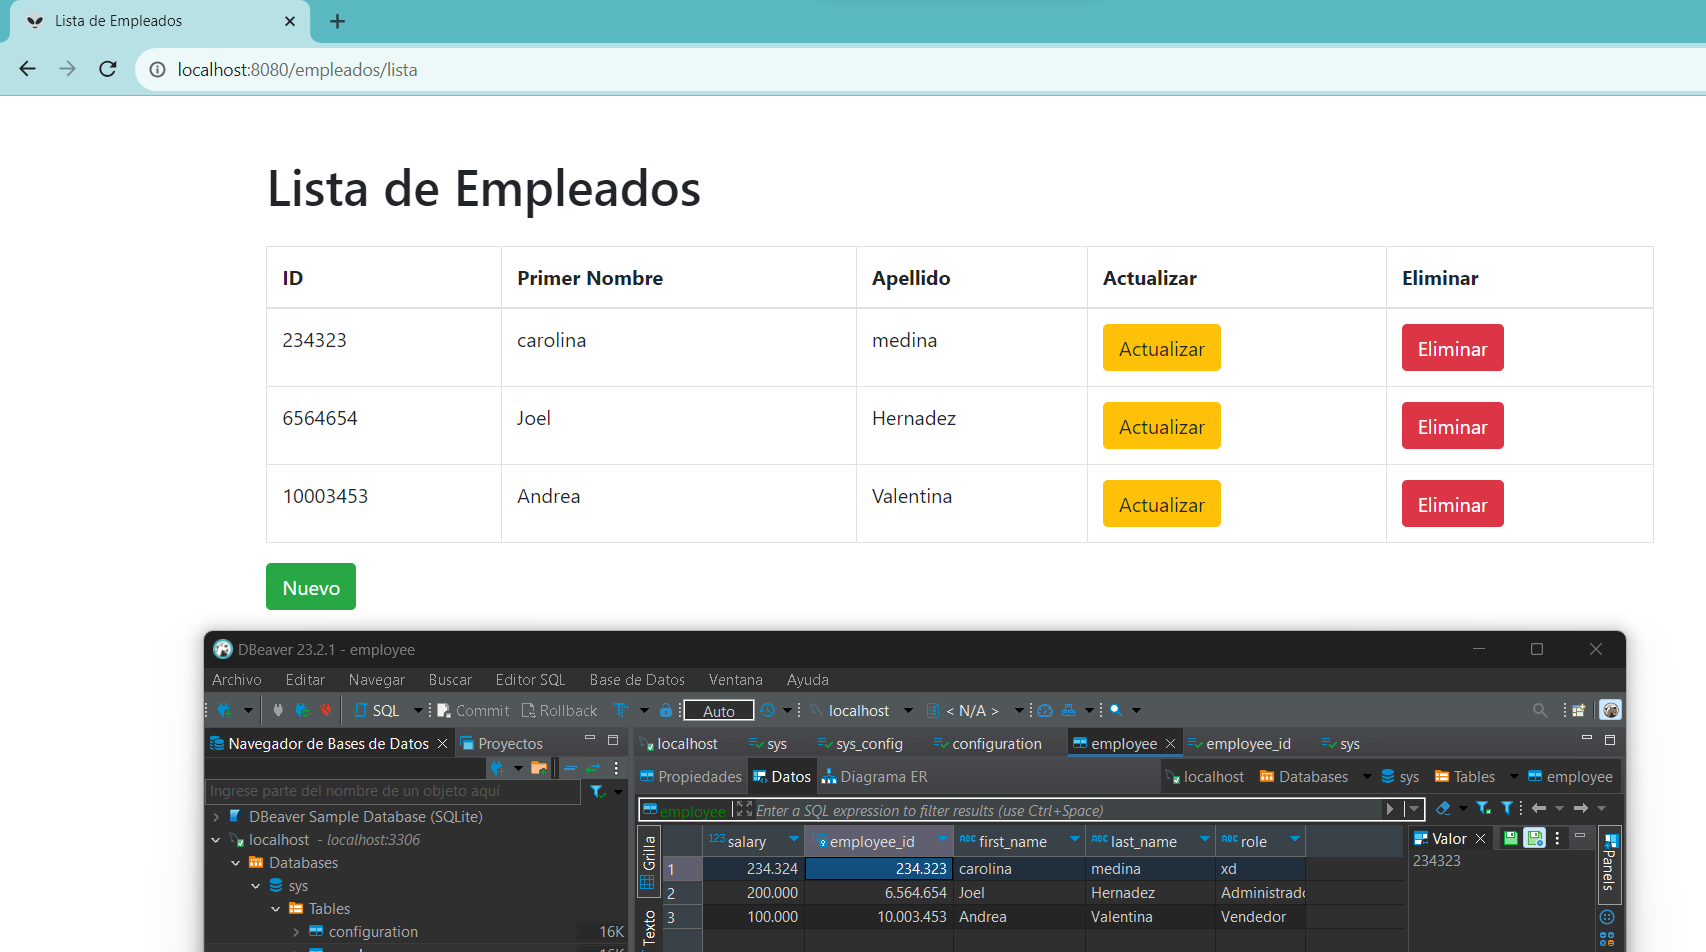 Lista de Empleados
localhost:8080/empleados/lista
Lista de Empleados
ID Primer Nombre Apellido Actualizar Eliminar
234323 carolina medina Actualizar Eliminar
6564654 Joel Hernadez Actualizar Eliminar
10003453 Andrea Valentina Actualizar Eliminar
Nuevo
DBeaver 23.2.1 - employee
Archivo Editar Navegar Buscar Editor SQL Base de Datos Ventana Ayuda
SQL Commit Rollback Auto localhost < N/A >
Navegador de Bases de Datos Proyectos
localhost sys sys_config configuration employee employee_id sys
Propiedades Datos Diagrama ER localhost Databases sys Tables employee
Ingrese parte del nombre de un objeto aquí
employee Enter a SQL expression to filter results (use Ctrl+Space)
DBeaver Sample Database (SQLite)
localhost - localhost:3306
Databases
sys
Tables
configuration 16K
Grilla
Texto
123 salary employee_id ABC first_name ABC last_name ABC role
1 234.324 234.323 carolina medina xd
2 200.000 6.564.654 Joel Hernadez Administrado
3 100.000 10.003.453 Andrea Valentina Vendedor
Valor
234323
Panels